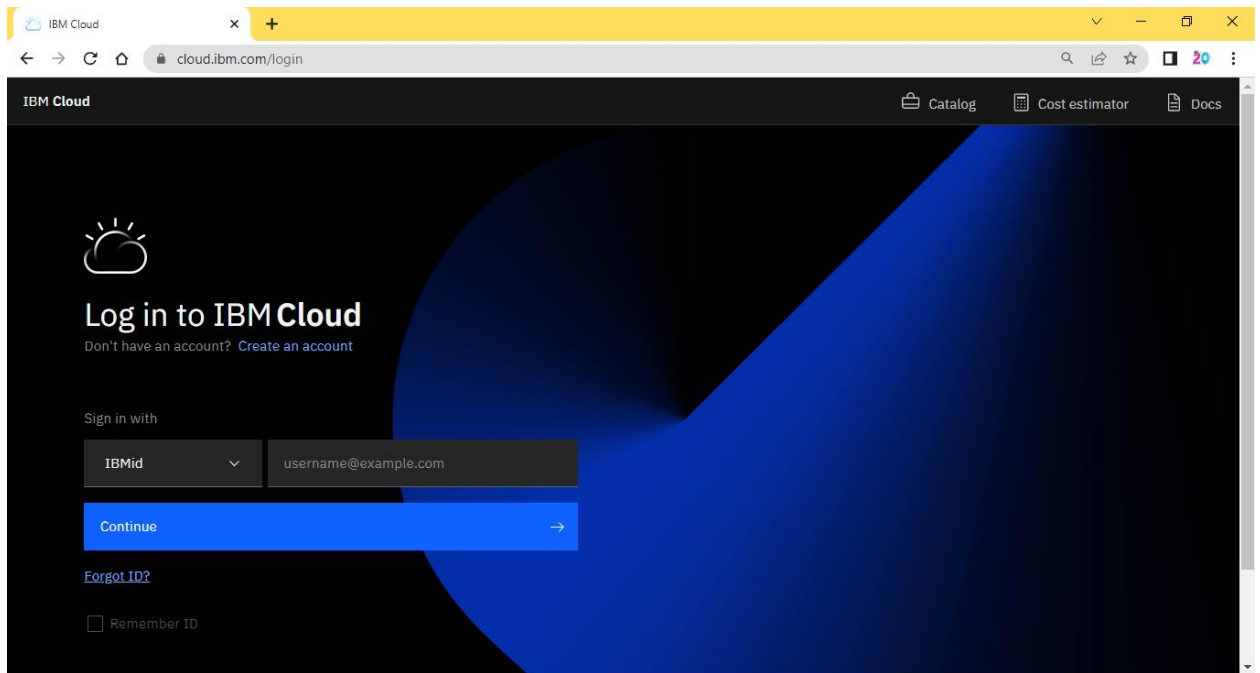 IBM Cloud
cloud.ibm.com/login
20
IBM Cloud
Catalog
Cost estimator
Docs
Log in to IBM Cloud
Don't have an account? Create an account
Sign in with
IBMid
username@example.com
Continue
Forgot ID?
Remember ID